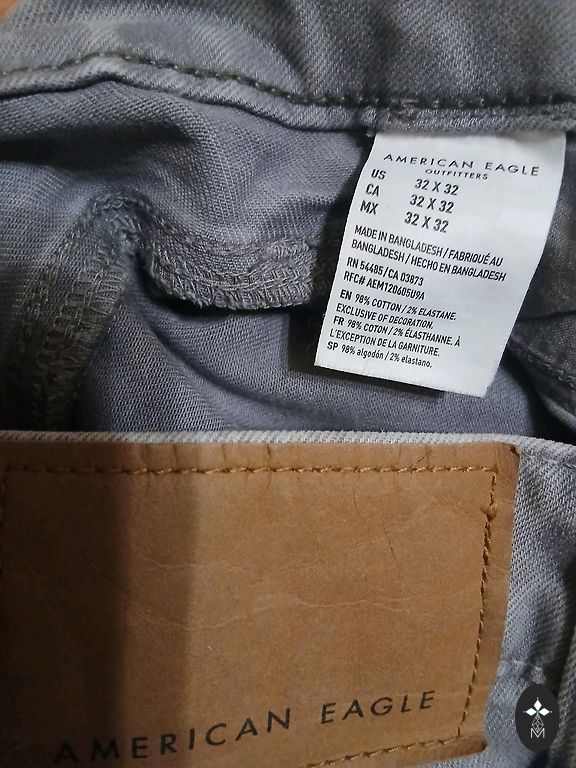 AMERICAN EAGLE
OUTFITTERS
US 32 X 32
CA 32 X 32
MX 32 X 32
MADE IN BANGLADESH / FABRIQUÉ AU
BANGLADESH / HECHO EN BANGLADESH
RN 54485 / CA 03873
RFC# AEM120605U9A
EN 98% COTTON / 2% ELASTANE.
EXCLUSIVE OF DECORATION.
FR 98% COTON / 2% ÉLASTHANNE. À
L'EXCEPTION DE LA GARNITURE.
SP 98% algodón / 2% elastano.
AMERICAN EAGLE
M